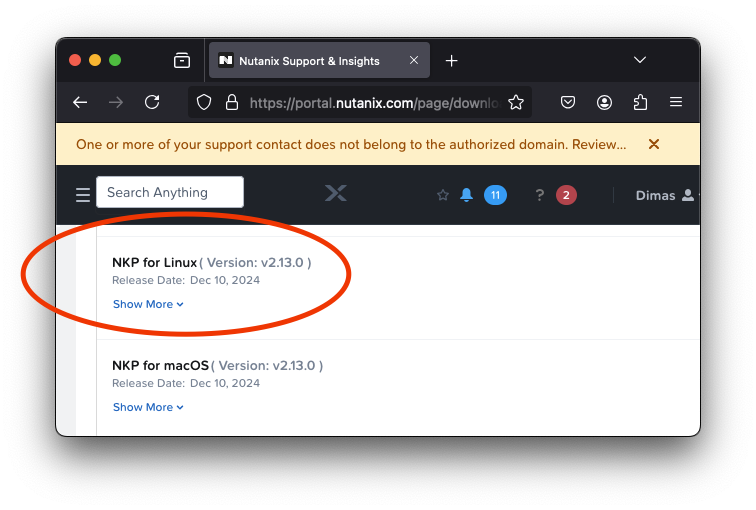 Nutanix Support & Insights
https://portal.nutanix.com/page/downlo
One or more of your support contact does not belong to the authorized domain. Review...
Search Anything
11
?
2
Dimas
NKP for Linux ( Version: v2.13.0 )
Release Date: Dec 10, 2024
Show More
NKP for macOS ( Version: v2.13.0 )
Release Date: Dec 10, 2024
Show More